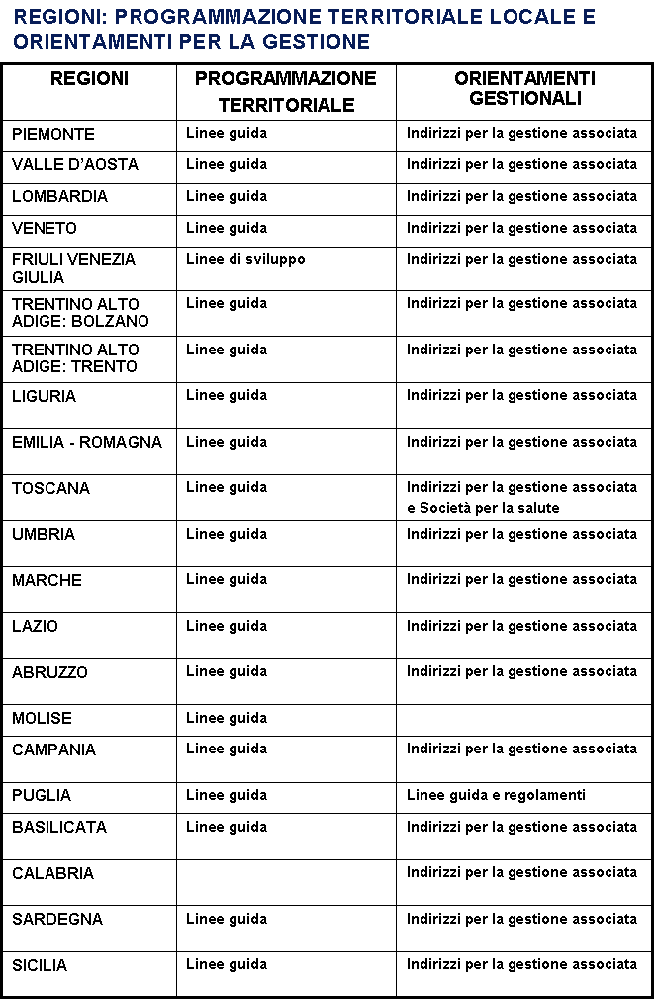 REGIONI: PROGRAMMAZIONE TERRITORIALE LOCALE E
ORIENTAMENTI PER LA GESTIONE
REGIONI PROGRAMMAZIONE TERRITORIALE ORIENTAMENTI GESTIONALI
PIEMONTE Linee guida Indirizzi per la gestione associata
VALLE D'AOSTA Linee guida Indirizzi per la gestione associata
LOMBARDIA Linee guida Indirizzi per la gestione associata
VENETO Linee guida Indirizzi per la gestione associata
FRIULI VENEZIA Linee di sviluppo Indirizzi per la gestione associata
GIULIA
TRENTINO ALTO Linee guida Indirizzi per la gestione associata
ADIGE: BOLZANO
TRENTINO ALTO Linee guida Indirizzi per la gestione associata
ADIGE: TRENTO
LIGURIA Linee guida Indirizzi per la gestione associata
EMILIA - ROMAGNA Linee guida Indirizzi per la gestione associata
TOSCANA Linee guida Indirizzi per la gestione associata
e Società per la salute
UMBRIA Linee guida Indirizzi per la gestione associata
MARCHE Linee guida Indirizzi per la gestione associata
LAZIO Linee guida Indirizzi per la gestione associata
ABRUZZO Linee guida Indirizzi per la gestione associata
MOLISE Linee guida
CAMPANIA Linee guida Indirizzi per la gestione associata
PUGLIA Linee guida Linee guida e regolamenti
BASILICATA Linee guida Indirizzi per la gestione associata
CALABRIA Indirizzi per la gestione associata
SARDEGNA Linee guida Indirizzi per la gestione associata
SICILIA Linee guida Indirizzi per la gestione associata